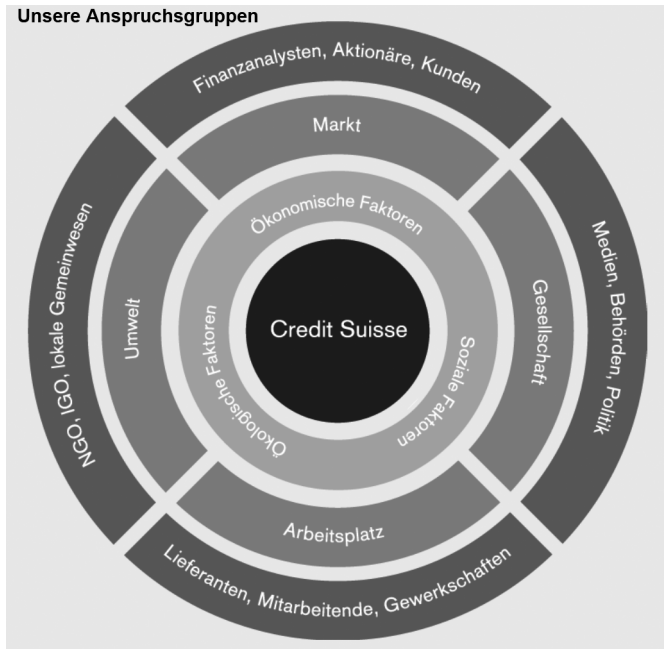 Unsere Anspruchsgruppen
Finanzanalysten, Aktionäre, Kunden
Markt
Ökonomische Faktoren
NGO, IGO, lokale Gemeinwesen
Umwelt
Ökologische Faktoren
Credit Suisse
Soziale Faktoren
Gesellschaft
Medien, Behörden, Politik
Arbeitsplatz
Lieferanten, Mitarbeitende, Gewerkschaften